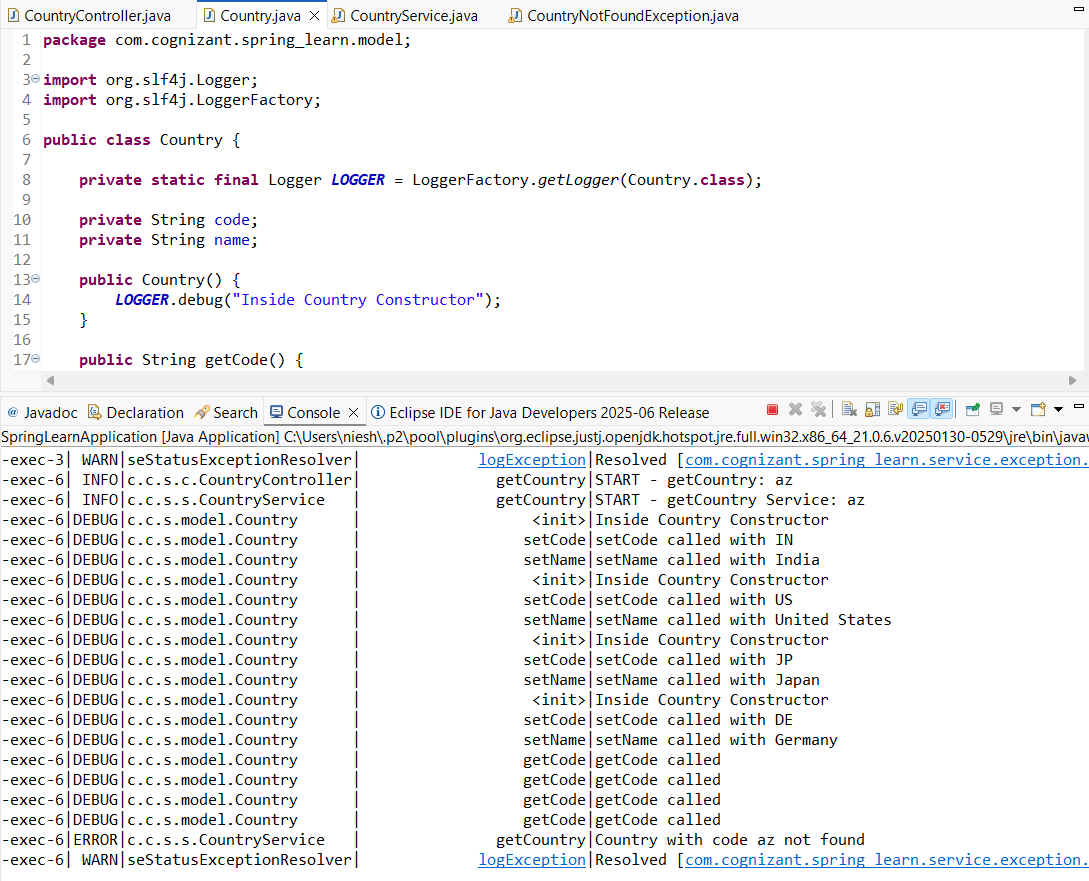 CountryController.java Country.java CountryService.java CountryNotFoundException.java
1 package com.cognizant.spring_learn.model;
2
3 import org.slf4j.Logger;
4 import org.slf4j.LoggerFactory;
5
6 public class Country {
7
8 private static final Logger LOGGER = LoggerFactory.getLogger(Country.class);
9
10 private String code;
11 private String name;
12
13 public Country() {
14 LOGGER.debug("Inside Country Constructor");
15 }
16
17 public String getCode() {
@ Javadoc Declaration Search Console Eclipse IDE for Java Developers 2025-06 Release
SpringLearnApplication [Java Application] C:\Users\niesh\.p2\pool\plugins\org.eclipse.justj.openjdk.hotspot.jre.full.win32.x86_64_21.0.6.v20250130-0529\jre\bin\javaw
-exec-3| WARN|seStatusExceptionResolver| logException|Resolved [com.cognizant.spring_learn.service.exception.
-exec-6| INFO|c.c.s.c.CountryController| getCountry|START - getCountry: az
-exec-6| INFO|c.c.s.s.CountryService | getCountry|START - getCountry Service: az
-exec-6|DEBUG|c.c.s.model.Country | <init>|Inside Country Constructor
-exec-6|DEBUG|c.c.s.model.Country | setCode|setCode called with IN
-exec-6|DEBUG|c.c.s.model.Country | setName|setName called with India
-exec-6|DEBUG|c.c.s.model.Country | <init>|Inside Country Constructor
-exec-6|DEBUG|c.c.s.model.Country | setCode|setCode called with US
-exec-6|DEBUG|c.c.s.model.Country | setName|setName called with United States
-exec-6|DEBUG|c.c.s.model.Country | <init>|Inside Country Constructor
-exec-6|DEBUG|c.c.s.model.Country | setCode|setCode called with JP
-exec-6|DEBUG|c.c.s.model.Country | setName|setName called with Japan
-exec-6|DEBUG|c.c.s.model.Country | <init>|Inside Country Constructor
-exec-6|DEBUG|c.c.s.model.Country | setCode|setCode called with DE
-exec-6|DEBUG|c.c.s.model.Country | setName|setName called with Germany
-exec-6|DEBUG|c.c.s.model.Country | getCode|getCode called
-exec-6|DEBUG|c.c.s.model.Country | getCode|getCode called
-exec-6|DEBUG|c.c.s.model.Country | getCode|getCode called
-exec-6|DEBUG|c.c.s.model.Country | getCode|getCode called
-exec-6|ERROR|c.c.s.s.CountryService | getCountry|Country with code az not found
-exec-6| WARN|seStatusExceptionResolver| logException|Resolved [com.cognizant.spring_learn.service.exception.